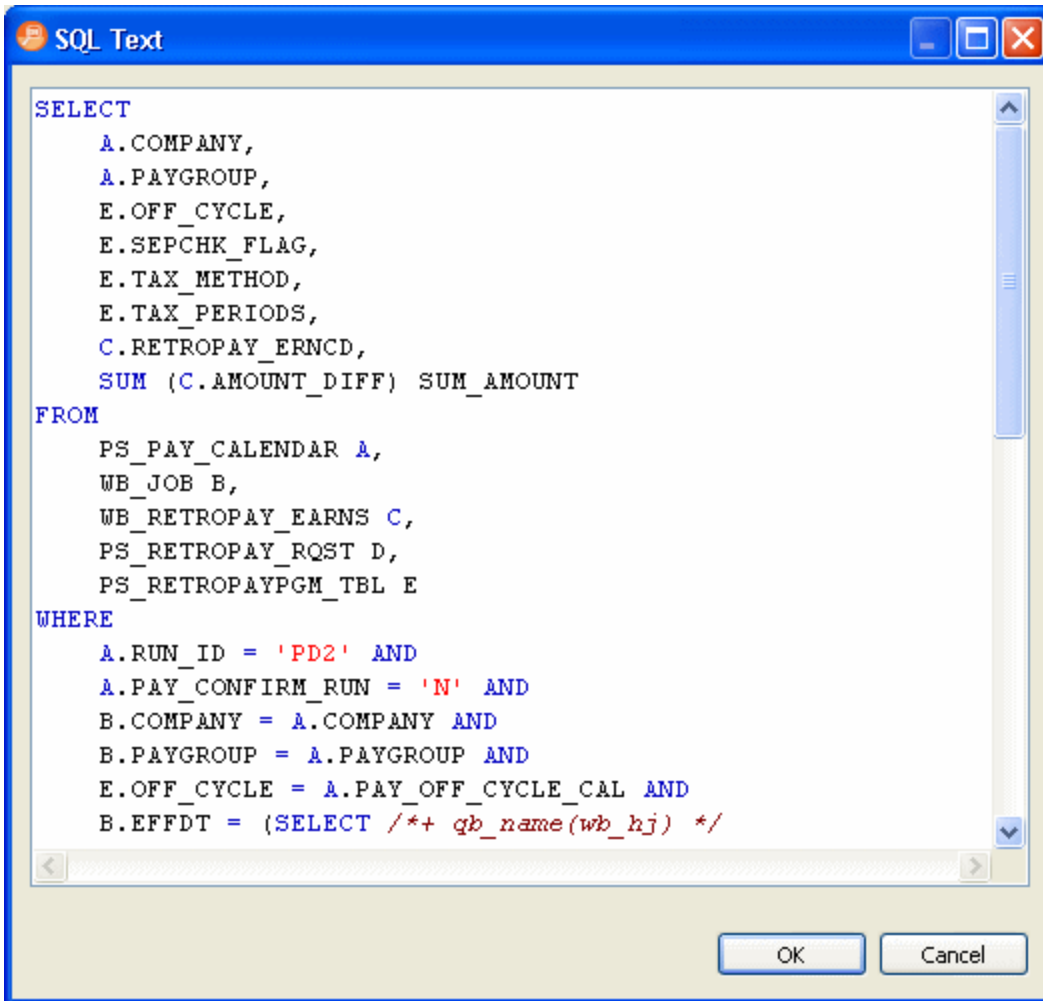 SQL Text
SELECT
A.COMPANY,
A.PAYGROUP,
E.OFF_CYCLE,
E.SEPCHK_FLAG,
E.TAX_METHOD,
E.TAX_PERIODS,
C.RETROPAY_ERNCD,
SUM (C.AMOUNT_DIFF) SUM_AMOUNT
FROM
PS_PAY_CALENDAR A,
WB_JOB B,
WB_RETROPAY_EARNS C,
PS_RETROPAY_RQST D,
PS_RETROPAYPGM_TBL E
WHERE
A.RUN_ID = 'PD2' AND
A.PAY_CONFIRM_RUN = 'N' AND
B.COMPANY = A.COMPANY AND
B.PAYGROUP = A.PAYGROUP AND
E.OFF_CYCLE = A.PAY_OFF_CYCLE_CAL AND
B.EFFDT = (SELECT /*+ qb_name(wb_hj) */
OK Cancel